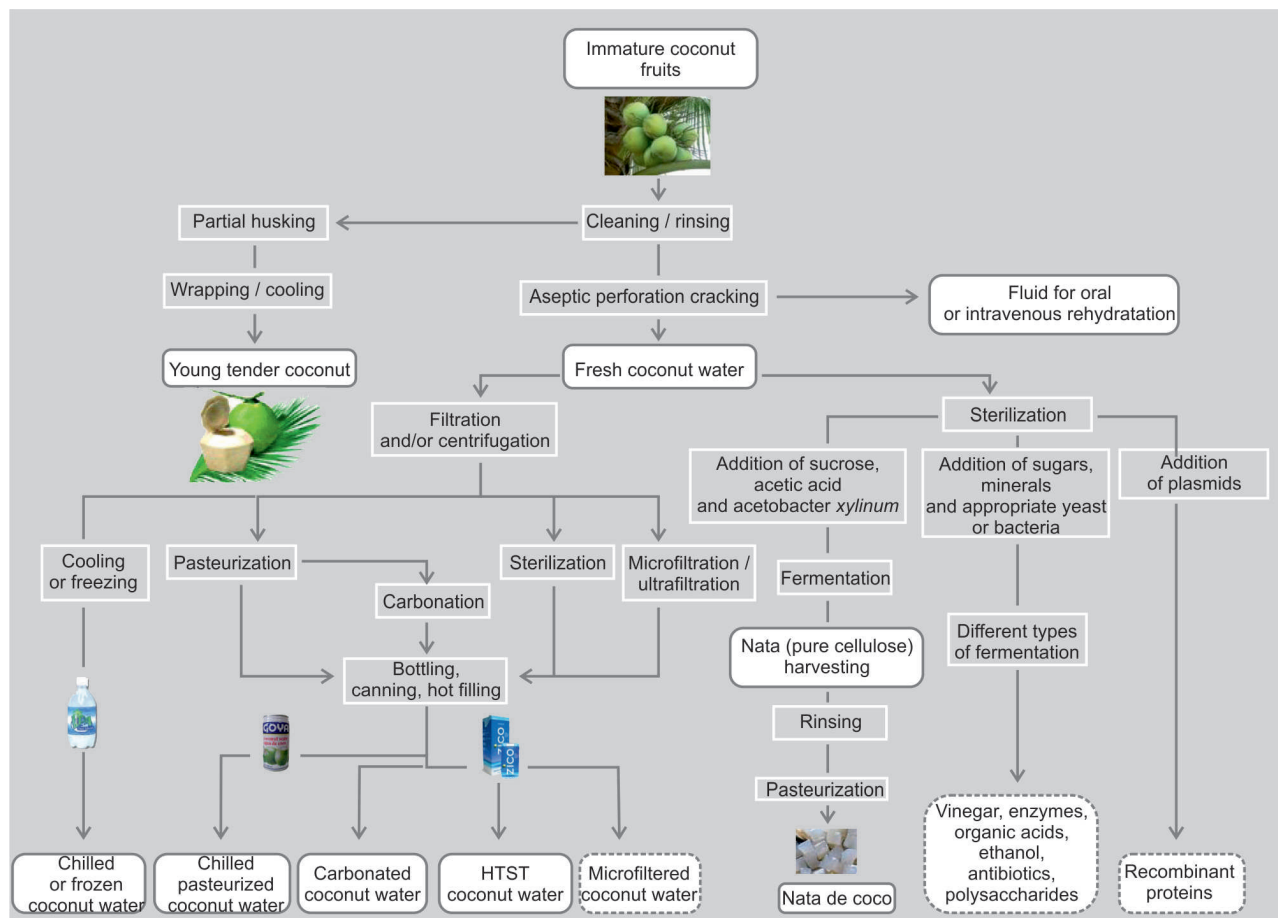 Immature coconut
fruits
Partial husking
Cleaning / rinsing
Wrapping / cooling
Aseptic perforation cracking
Fluid for oral
or intravenous rehydratation
Young tender coconut
Fresh coconut water
Filtration
and/or centrifugation
Sterilization
Addition of sucrose,
acetic acid
and acetobacter xylinum
Addition of sugars,
minerals
and appropriate yeast
or bacteria
Addition
of plasmids
Cooling
or freezing
Pasteurization
Sterilization
Microfiltration /
ultrafiltration
Carbonation
Fermentation
Different types
of fermentation
Nata (pure cellulose)
harvesting
Bottling,
canning, hot filling
Rinsing
GOYA
zico
zico
Pasteurization
Chilled
or frozen
coconut water
Chilled
pasteurized
coconut water
Carbonated
coconut water
HTST
coconut water
Microfiltered
coconut water
Nata de coco
Vinegar, enzymes,
organic acids,
ethanol,
antibiotics,
polysaccharides
Recombinant
proteins